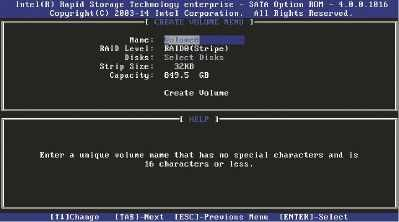 Intel(R) Rapid Storage Technology enterprise - SATA Option ROM - 4.0.0.1016
Copyright(C) 2003-14 Intel Corporation. All Rights Reserved.
[ CREATE VOLUME MENU ]
Name: Volume0
RAID Level: RAID0(Stripe)
Disks: Select Disks
Strip Size: 32KB
Capacity: 849.5 GB
Create Volume
[ HELP ]
Enter a unique volume name that has no special characters and is
16 characters or less.
[↑↓]Change [TAB]-Next [ESC]-Previous Menu [ENTER]-Select